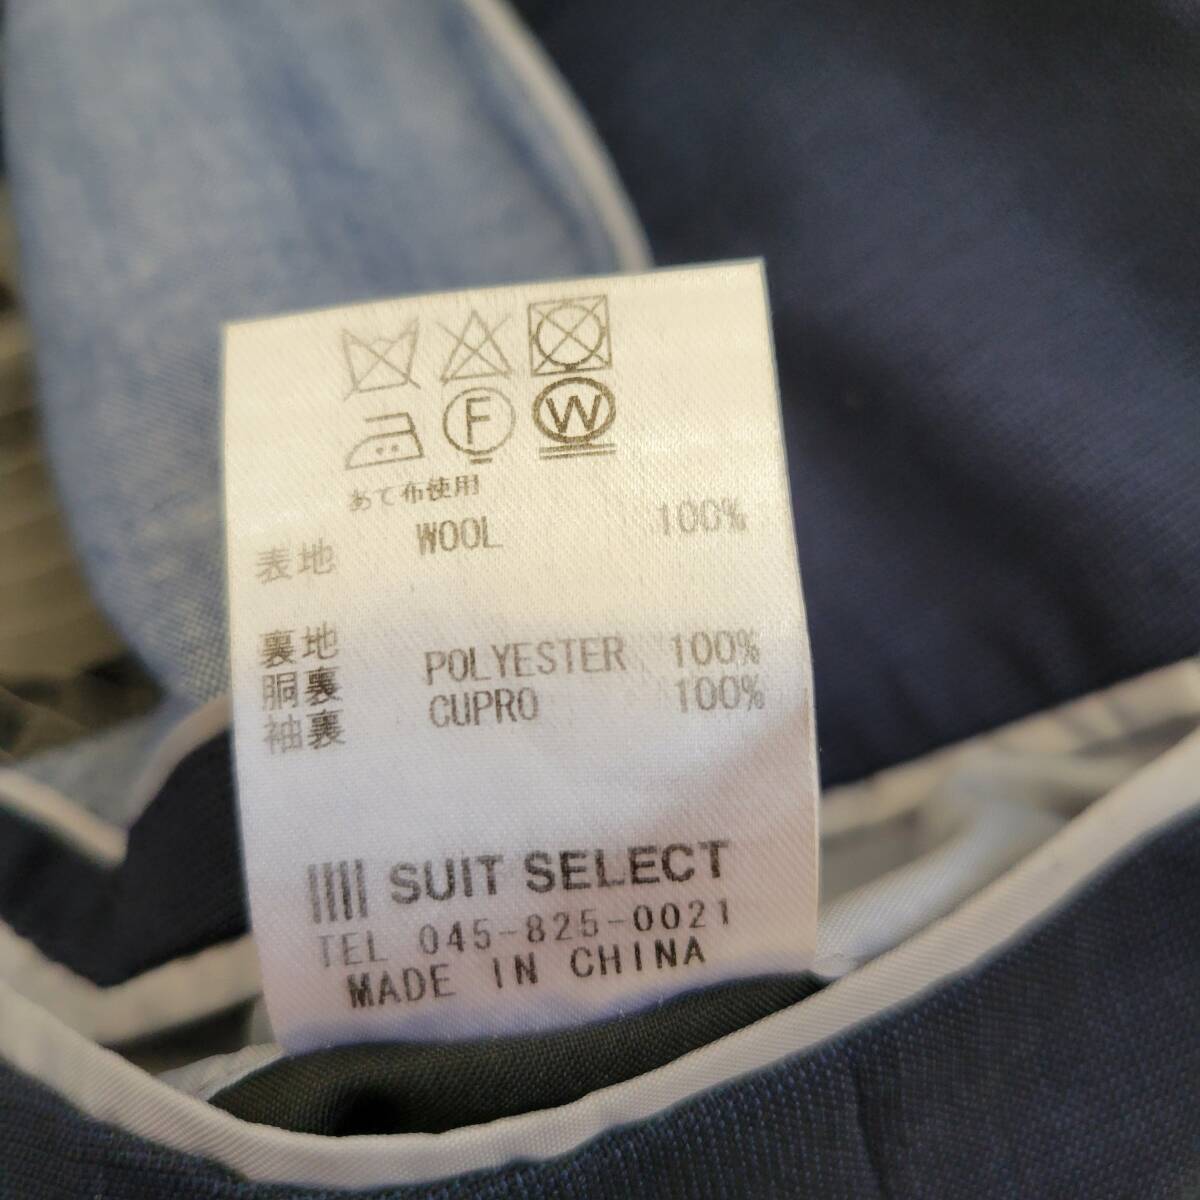 F W
あて布使用
表地 WOOL 100%
裏地
胴裏 POLYESTER 100%
袖裏 CUPRO 100%
SUIT SELECT
TEL 045-825-0021
MADE IN CHINA